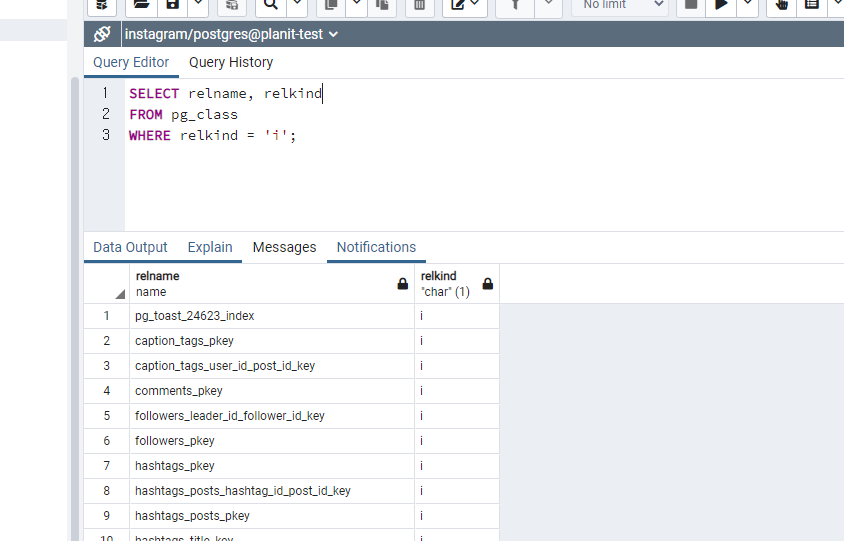 No limit
instagram/postgres@planit-test
Query Editor Query History
1 SELECT relname, relkind
2 FROM pg_class
3 WHERE relkind = 'i';
Data Output Explain Messages Notifications
relname relkind
name "char" (1)
1 pg_toast_24623_index i
2 caption_tags_pkey i
3 caption_tags_user_id_post_id_key i
4 comments_pkey i
5 followers_leader_id_follower_id_key i
6 followers_pkey i
7 hashtags_pkey i
8 hashtags_posts_hashtag_id_post_id_key i
9 hashtags_posts_pkey i
10 hashtags_title_key i